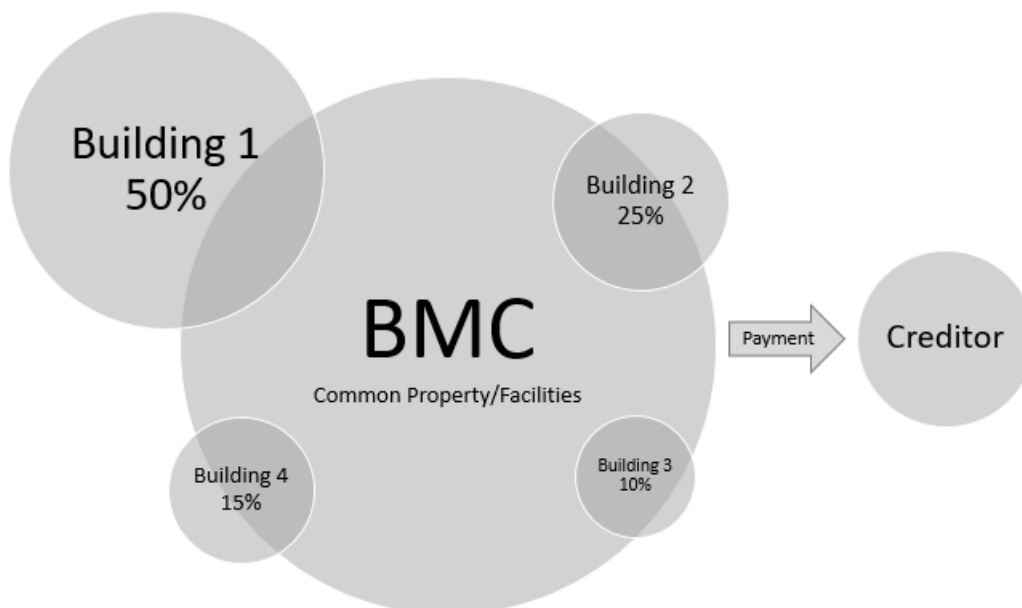 Building 1
50%
Building 2
25%
BMC
Common Property/Facilities
Payment
Creditor
Building 4
15%
Building 3
10%